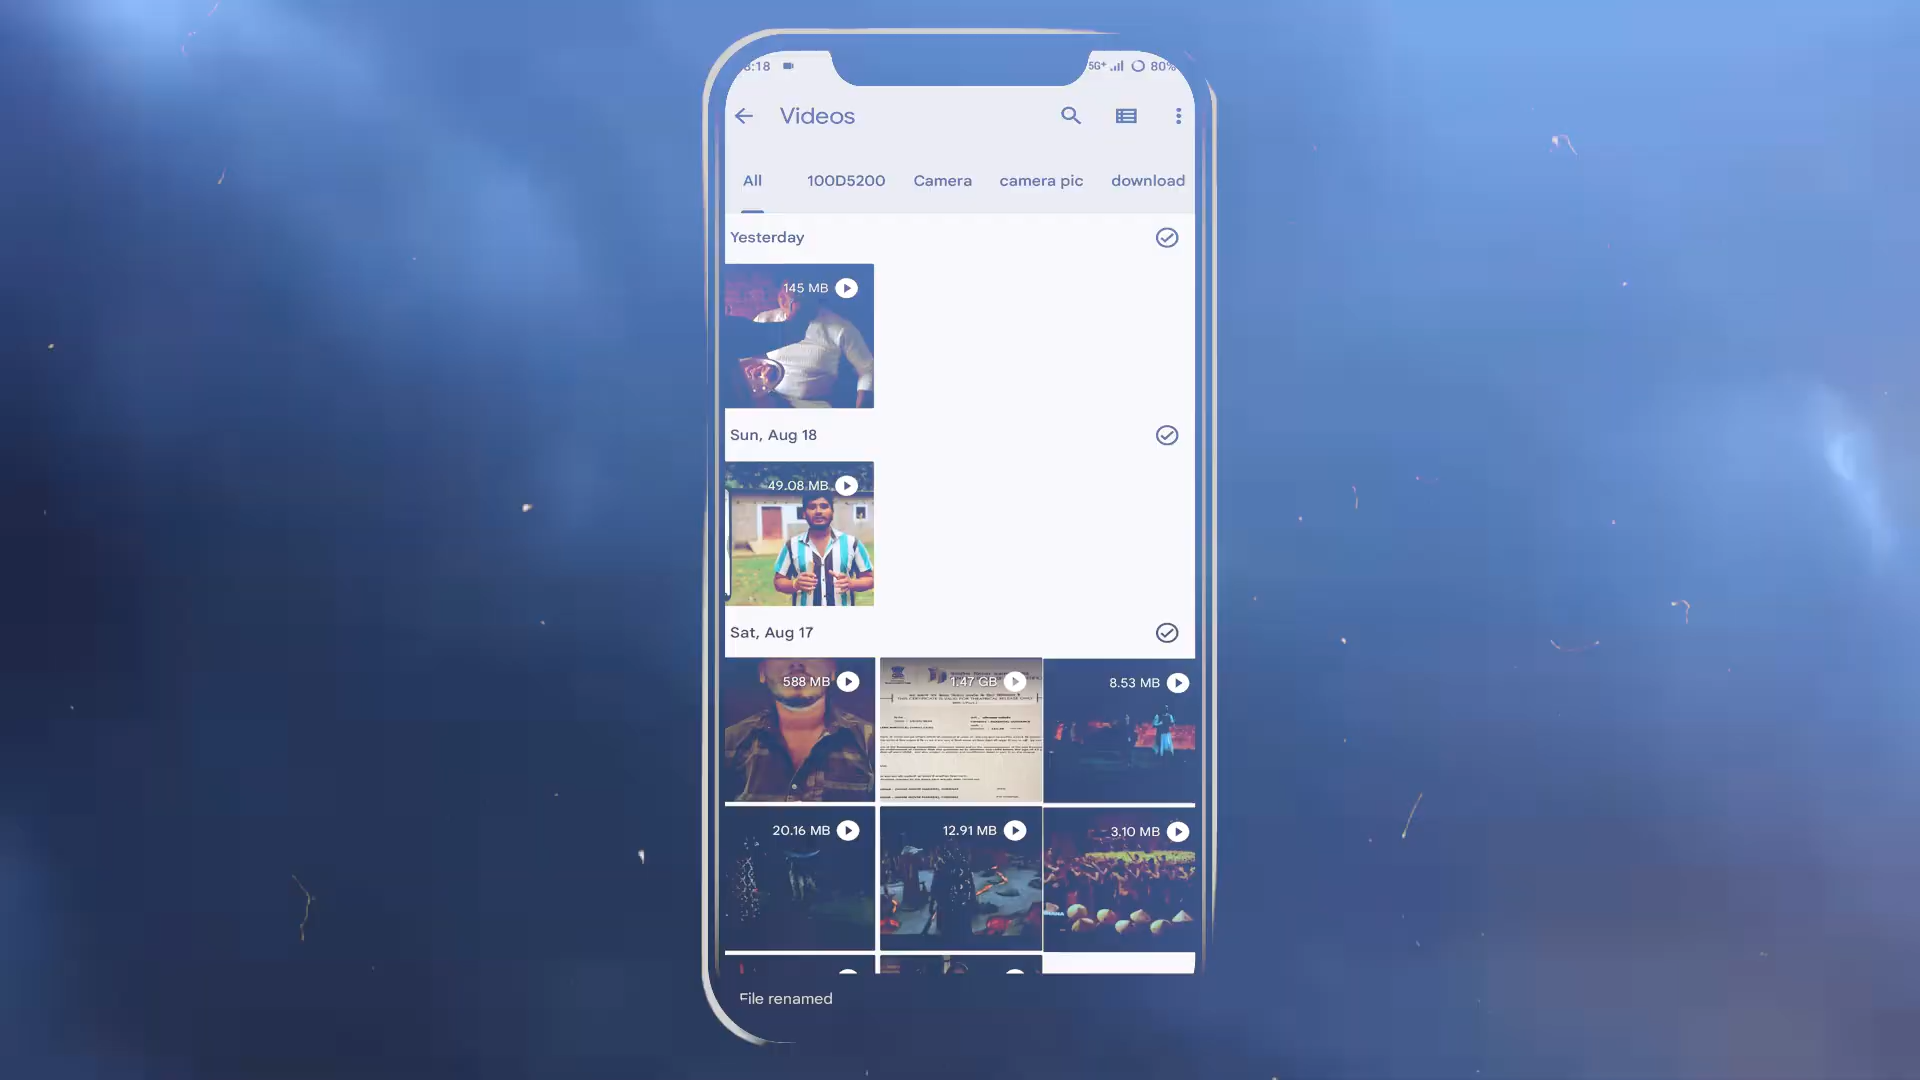 8:18 5G+ 80%
Videos
All 100D5200 Camera camera pic download
Yesterday
145 MB
Sun, Aug 18
49.08 MB
Sat, Aug 17
588 MB 1.47 GB 8.53 MB
20.16 MB 12.91 MB 3.10 MB
File renamed